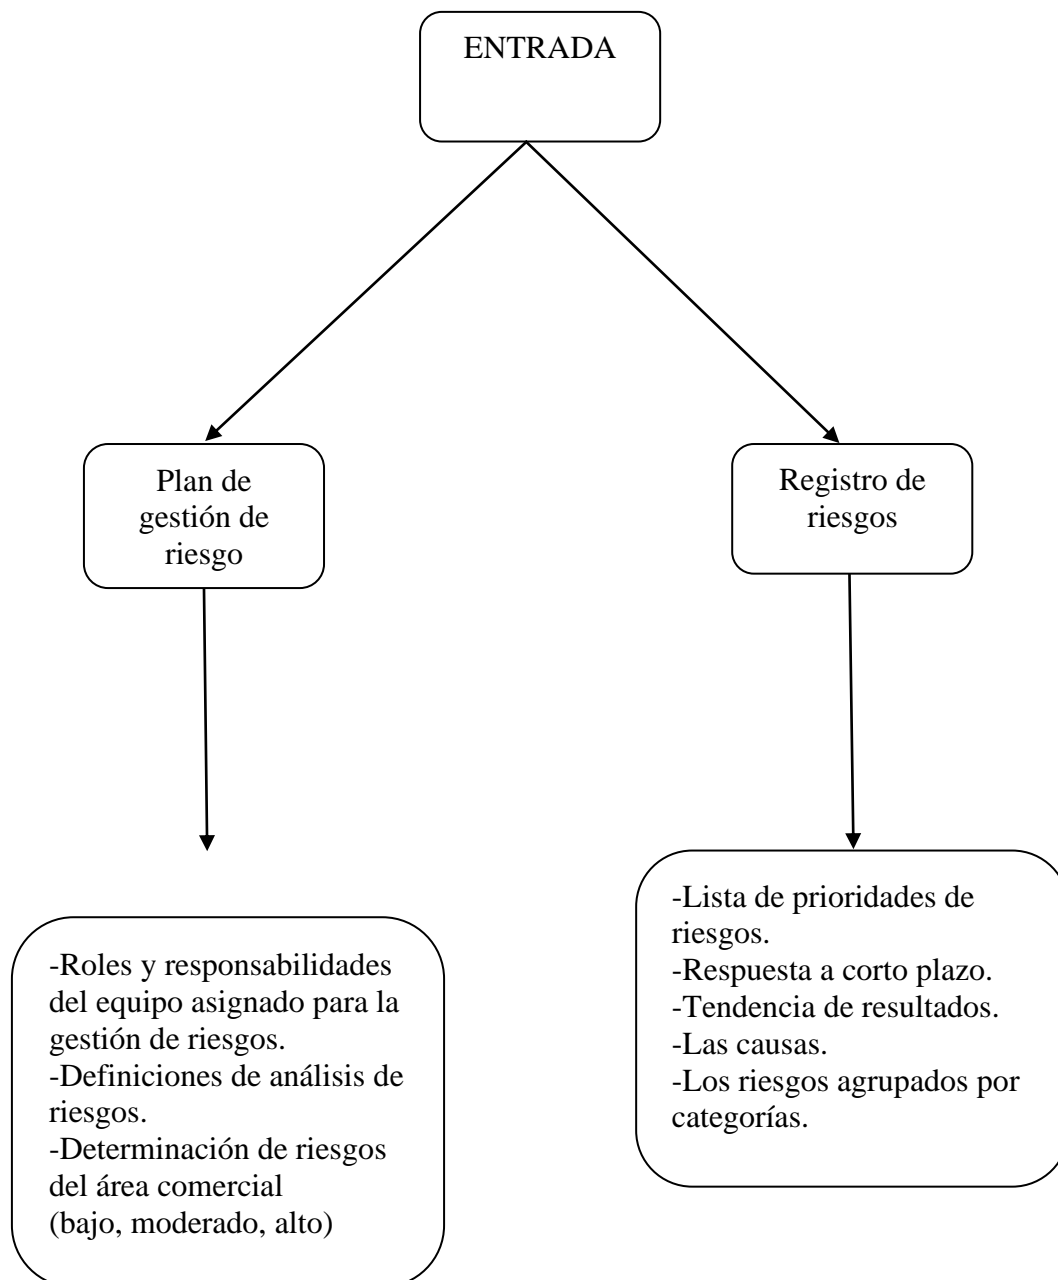 ENTRADA
Plan de
gestión de
riesgo
Registro de
riesgos
-Roles y responsabilidades
del equipo asignado para la
gestión de riesgos.
-Definiciones de análisis de
riesgos.
-Determinación de riesgos
del área comercial
(bajo, moderado, alto)
-Lista de prioridades de
riesgos.
-Respuesta a corto plazo.
-Tendencia de resultados.
-Las causas.
-Los riesgos agrupados por
categorías.